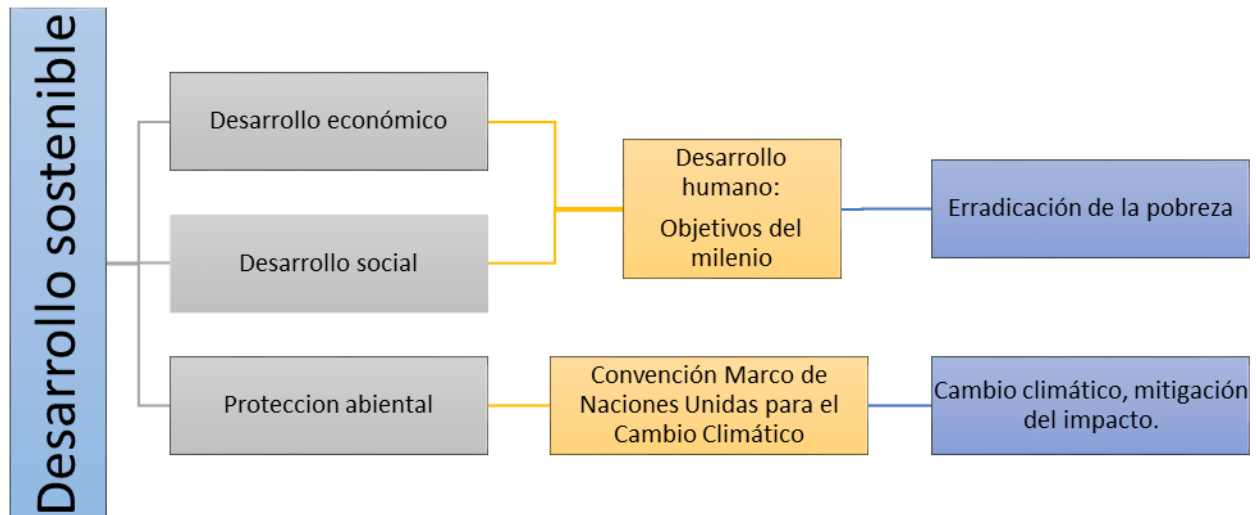 Desarrollo sostenible
Desarrollo económico
Desarrollo social
Proteccion abiental
Desarrollo
humano:
Objetivos del
milenio
Convención Marco de
Naciones Unidas para el
Cambio Climático
Erradicación de la pobreza
Cambio climático, mitigación
del impacto.